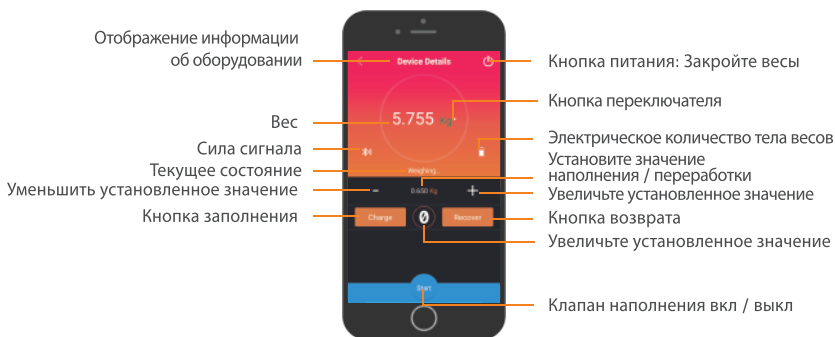 Отображение информации
об оборудовании
Вес
Сила сигнала
Текущее состояние
Уменьшить установленное значение
Кнопка заполнения
Device Details
5.755 Kg
Weighing...
0.650 Kg
Charge
0
Recover
Start
Кнопка питания: Закройте весы
Кнопка переключателя
Электрическое количество тела весов
Установите значение
наполнения / переработки
Увеличьте установленное значение
Кнопка возврата
Увеличьте установленное значение
Клапан наполнения вкл / выкл